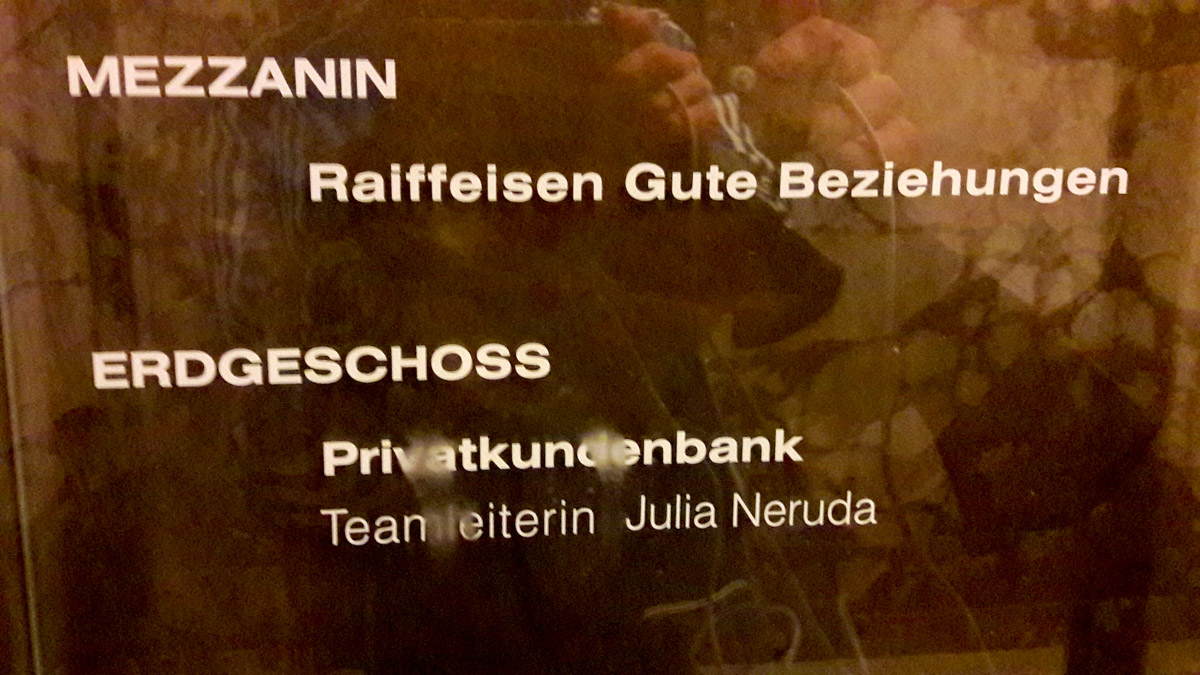 MEZZANIN
Raiffeisen Gute Beziehungen
ERDGESCHOSS
Privatkundenbank
Teamleiterin Julia Neruda